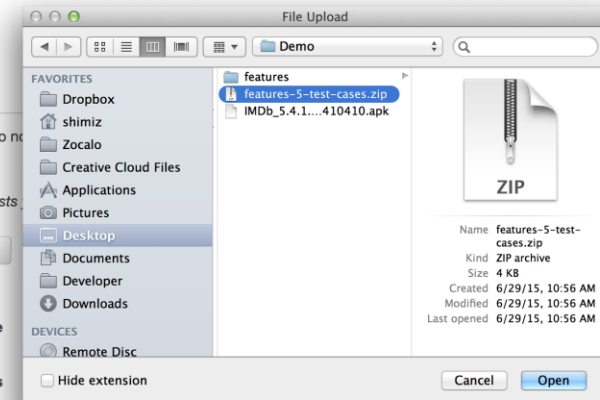 File Upload
Demo
FAVORITES
Dropbox
shimiz
Zocalo
Creative Cloud Files
Applications
Pictures
Desktop
Documents
Developer
Downloads
DEVICES
Remote Disc
features
features-5-test-cases.zip
IMDb_5.4.1....410410.apk
ZIP
Name features-5-test-
cases.zip
Kind ZIP archive
Size 4 KB
Created 6/29/15, 10:56 AM
Modified 6/29/15, 10:56 AM
Last opened 6/29/15, 10:56 AM
Hide extension
Cancel
Open